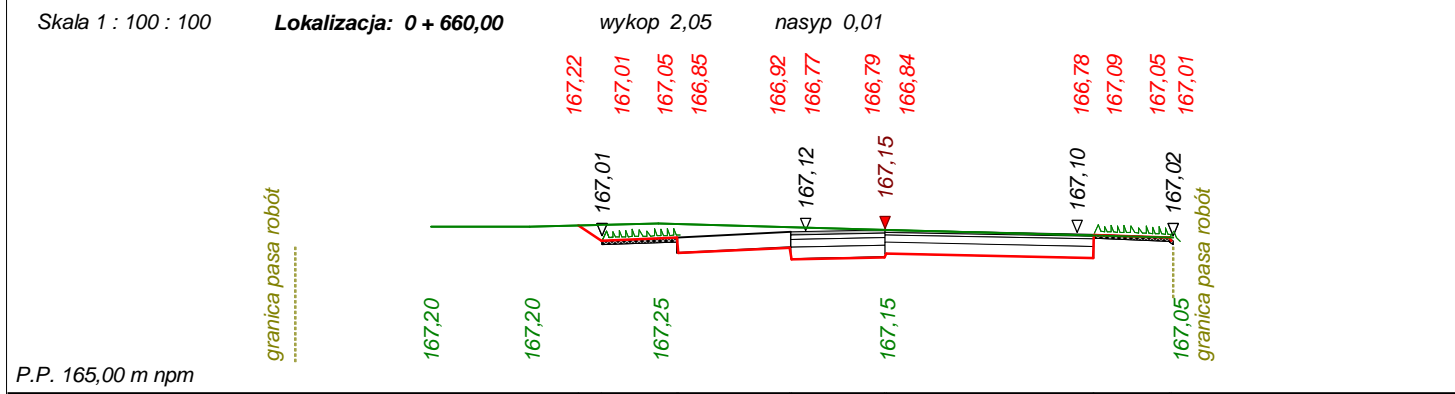 Skala 1 : 100 : 100 Lokalizacja: 0 + 660,00 wykop 2,05 nasyp 0,01
167,22 167,01 167,05 166,85 166,92 166,77 166,79 166,84 166,78 167,09 167,05 167,01
167,01 167,12 167,15 167,10 167,02
granica pasa robót
granica pasa robót
167,20 167,20 167,25 167,15 167,05
P.P. 165,00 m npm